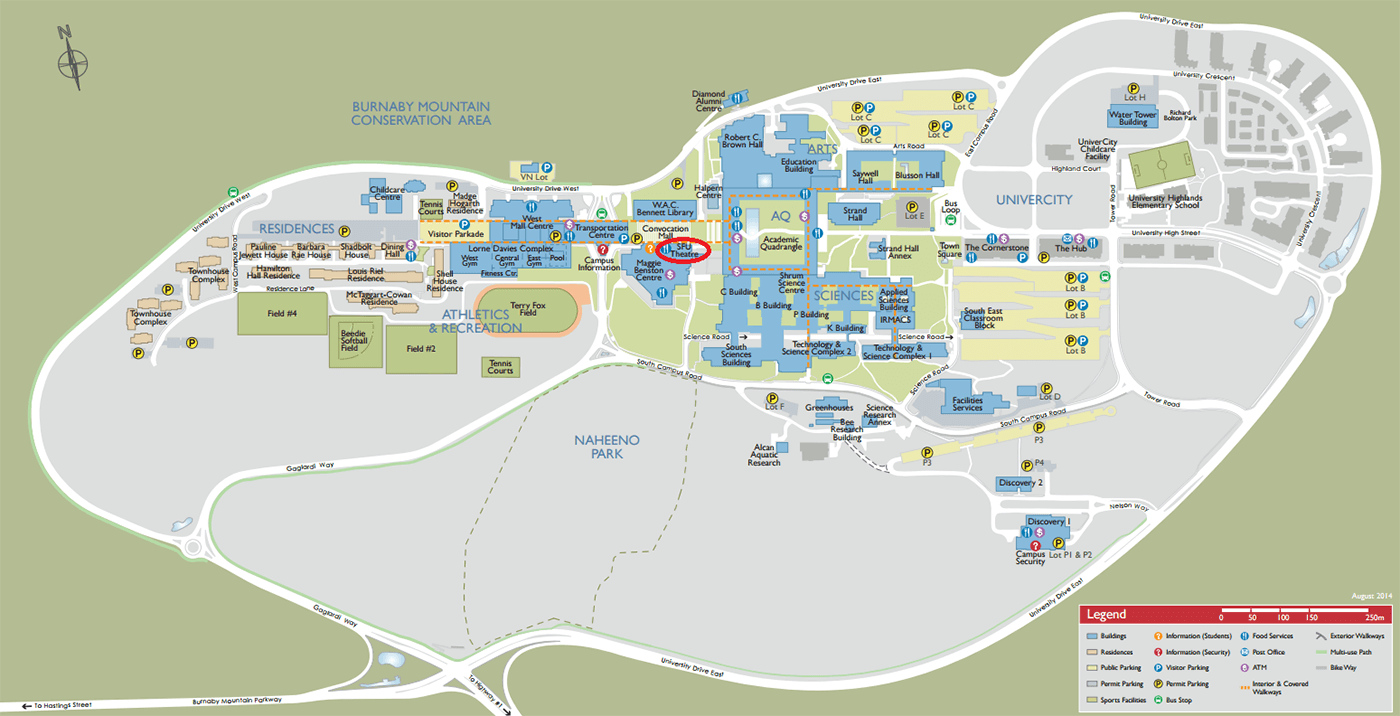 N
University Drive East
University Crescent
BURNABY MOUNTAIN
CONSERVATION AREA
Diamond
Alumni
Centre
University Drive East
P
Lot H
Water Tower
Building
Richard
Bolton Park
Lot C
Lot C
Lot C
Lot C
East Campus Road
Robert C.
Brown Hall
ARTS
Education
Building
Arts Road
UniverCity
Childcare
Facility
Highland Court
Saywell
Hall
Blusson Hall
VN Lot
University Drive West
University Drive West
Childcare
Centre
Madge
Hogarth
Residence
Tennis
Courts
Halpern
Centre
W.A.C.
Bennett Library
UNIVERCITY
Tower Road
University Highlands
Elementary School
University Crescent
West
Mall Centre
Transportation
Centre
Convocation
Mall
AQ
Academic
Quadrangle
Strand
Hall
Lot E
Bus
Loop
University High Street
RESIDENCES
Visitor Parkade
Pauline
Jewett House
Barbara
Rae House
Shadbolt
House
Dining
Hall
Lorne Davies Complex
West
Gym
Central
Gym
East
Gym
Pool
Fitness Ctr.
Campus
Information
SFU
Theatre
Maggie
Benston
Centre
Strand Hall
Annex
Town
Square
The Cornerstone
The Hub
West Campus Road
Townhouse
Complex
Hamilton
Hall Residence
Louis Riel
Residence
Shell
House
Residence
Residence Lane
McTaggart-Cowan
Residence
Shrum
Science
Centre
C Building
B Building
P Building
K Building
SCIENCES
Applied
Sciences
Building
IRMACS
Lot B
Lot B
Lot B
South East
Classroom
Block
Townhouse
Complex
Field #4
Beedie
Softball
Field
Field #2
ATHLETICS
& RECREATION
Terry Fox
Field
Tennis
Courts
Science Road
South
Sciences
Building
Technology &
Science Complex 2
Technology &
Science Complex 1
Science Road
South Campus Road
Science Road
Lot F
Greenhouses
Bee
Research
Building
Science
Research
Annex
Facilities
Services
Lot D
South Campus Road
Tower Road
Alcan
Aquatic
Research
P3
P3
P4
Discovery 2
Nelson Way
Discovery 1
Campus
Security
Lot P1 & P2
NAHEENO
PARK
Gaglardi Way
Gaglardi Way
University Drive East
University Drive East
To Hastings Street
Burnaby Mountain Parkway
To Highway #1
August 2014
Legend
0 50 100 150 250m
Buildings
Residences
Public Parking
Permit Parking
Sports Facilities
Information (Students)
Information (Security)
Visitor Parking
Permit Parking
Bus Stop
Food Services
Post Office
ATM
Interior & Covered
Walkways
Exterior Walkways
Multi-use Path
Bike Way